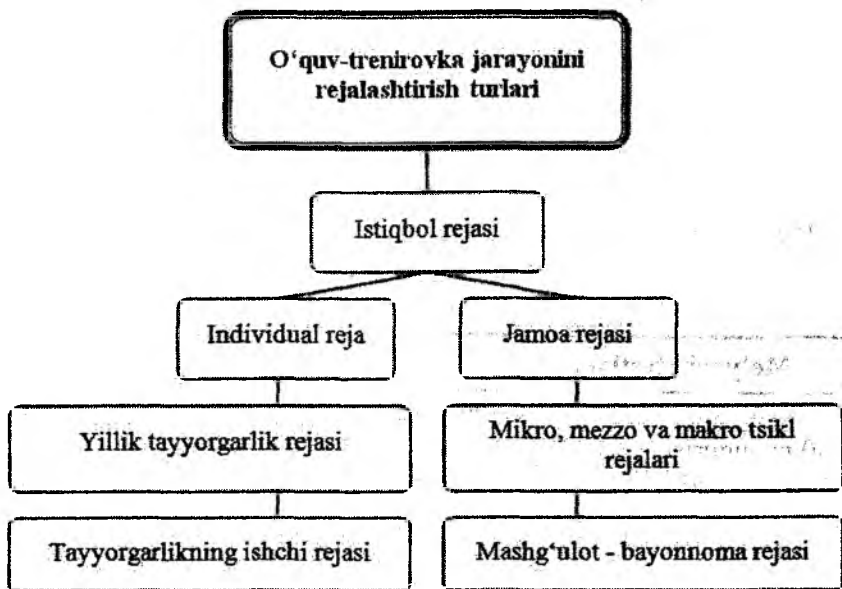 O‘quv-trenirovka jarayonini
rejalashtirish turlari
Istiqbol rejasi
Individual reja
Jamoa rejasi
Yillik tayyorgarlik rejasi
Mikro, mezzo va makro tsikl
rejalari
Tayyorgarlikning ishchi rejasi
Mashg‘ulot - bayonnoma rejasi